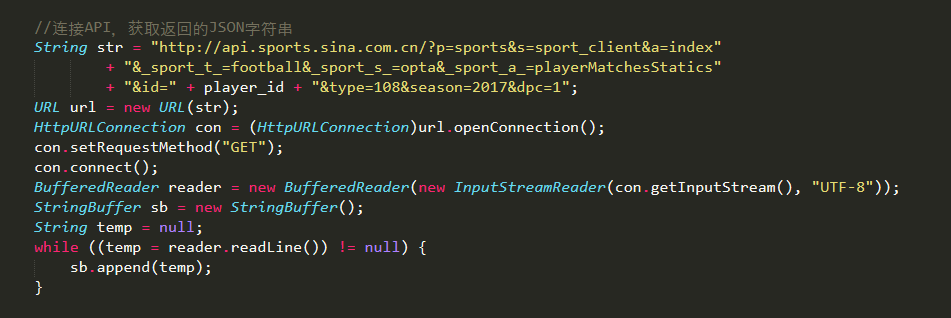 //连接API，获取返回的JSON字符串
String str = "http://api.sports.sina.com.cn/?p=sports&s=sport_client&a=index"
+ "&_sport_t_=football&_sport_s_=opta&_sport_a_=playerMatchesStatics"
+ "&id=" + player_id + "&type=108&season=2017&dpc=1";
URL url = new URL(str);
HttpURLConnection con = (HttpURLConnection)url.openConnection();
con.setRequestMethod("GET");
con.connect();
BufferedReader reader = new BufferedReader(new InputStreamReader(con.getInputStream(), "UTF-8"));
StringBuffer sb = new StringBuffer();
String temp = null;
while ((temp = reader.readLine()) != null) {
sb.append(temp);
}